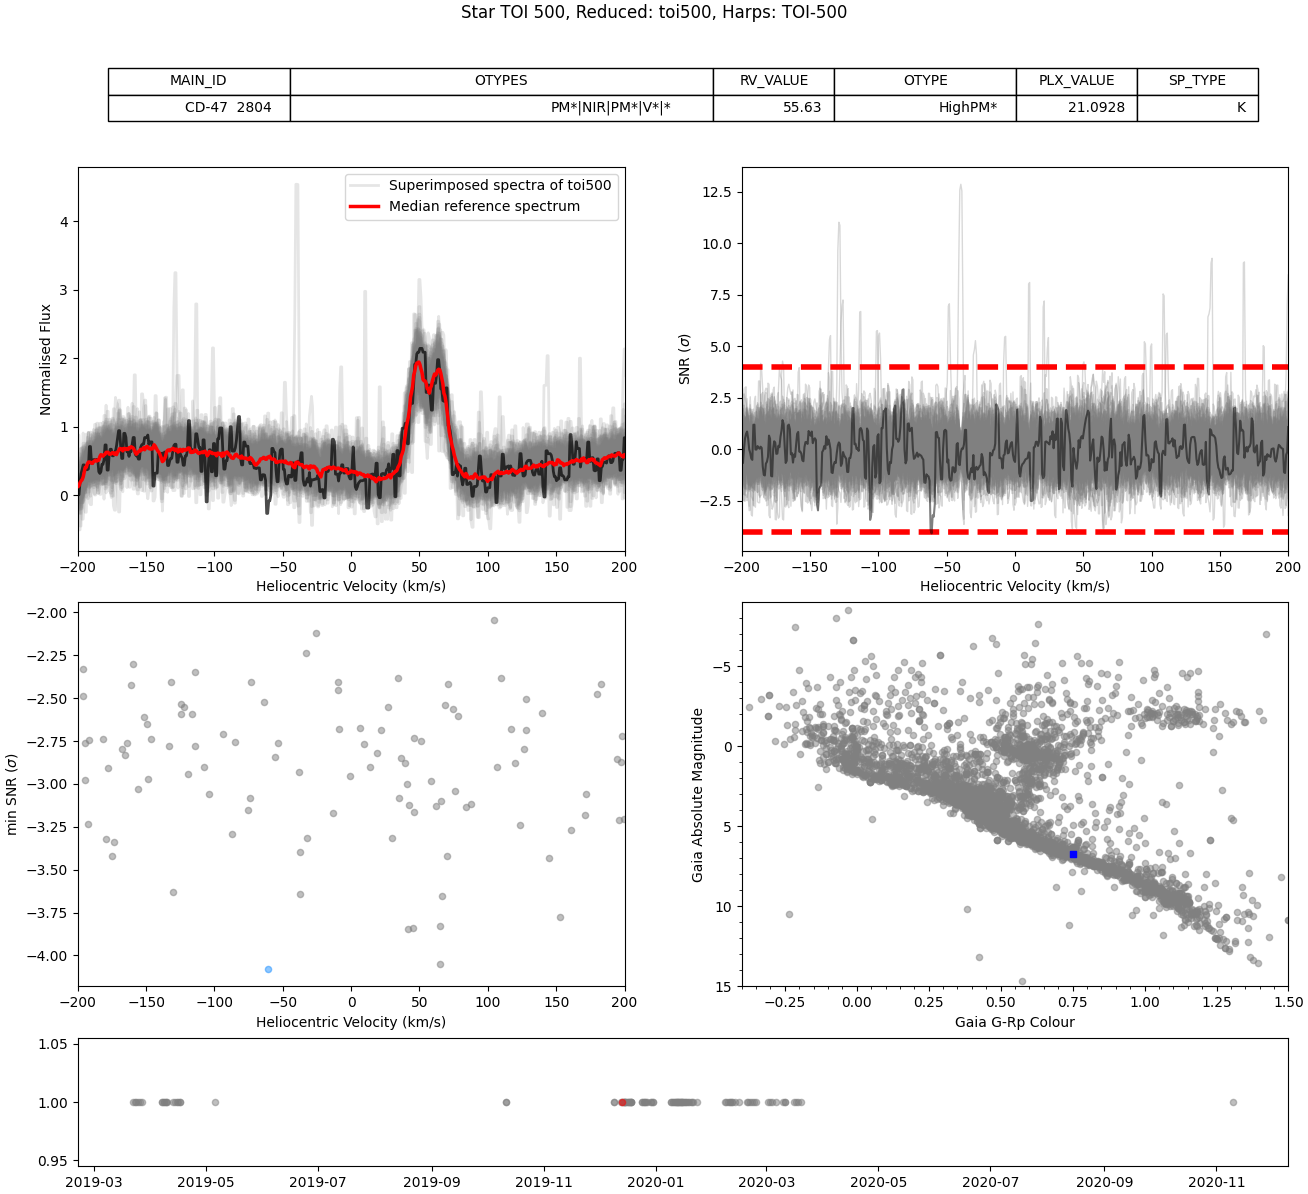 Star TOI 500, Reduced: toi500, Harps: TOI-500
MAIN_ID OTYPES RV_VALUE OTYPE PLX_VALUE SP_TYPE
CD-47 2804 PM*|NIR|PM*|V*|* 55.63 HighPM* 21.0928 K
Superimposed spectra of toi500
Median reference spectrum
Normalised Flux
4
3
2
1
0
−200 −150 −100 −50 0 50 100 150 200
Heliocentric Velocity (km/s)
SNR (σ)
12.5
10.0
7.5
5.0
2.5
0.0
−2.5
−200 −150 −100 −50 0 50 100 150 200
Heliocentric Velocity (km/s)
min SNR (σ)
−2.00
−2.25
−2.50
−2.75
−3.00
−3.25
−3.50
−3.75
−4.00
−200 −150 −100 −50 0 50 100 150 200
Heliocentric Velocity (km/s)
Gaia Absolute Magnitude
−5
0
5
10
15
−0.25 0.00 0.25 0.50 0.75 1.00 1.25 1.50
Gaia G-Rp Colour
1.05
1.00
0.95
2019-03 2019-05 2019-07 2019-09 2019-11 2020-01 2020-03 2020-05 2020-07 2020-09 2020-11